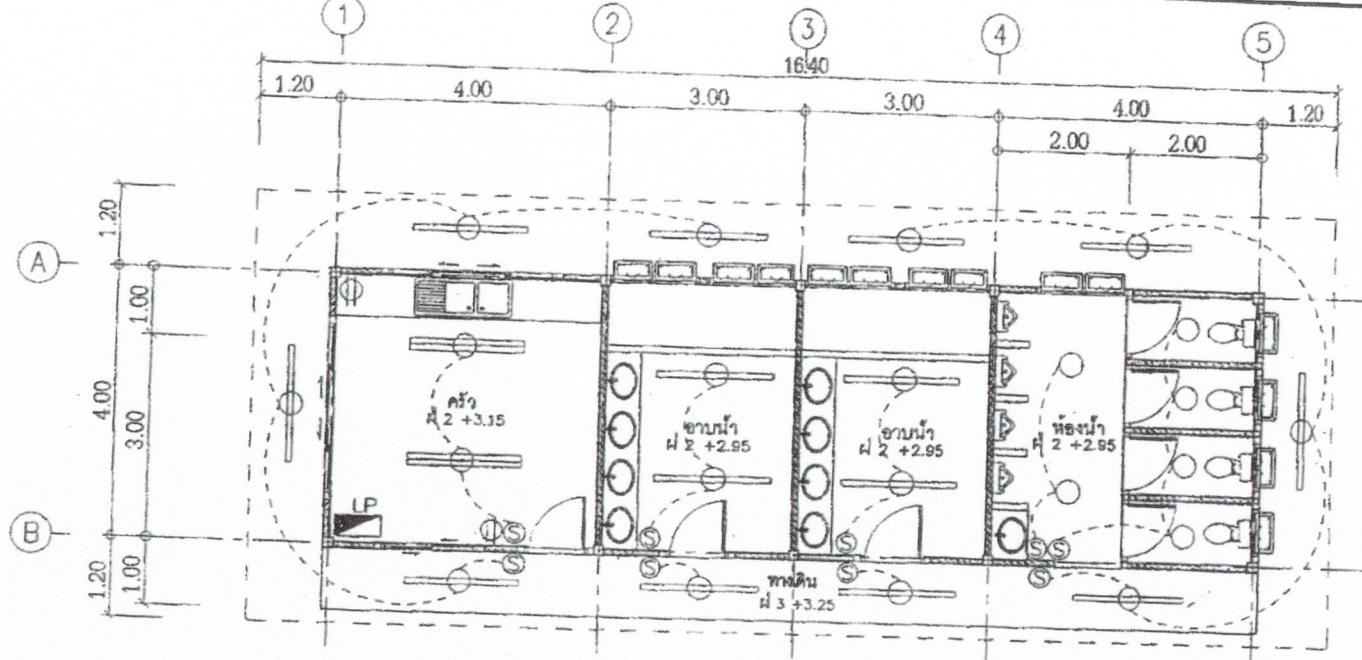 1
2
3
4
5
16.40
1.20
4.00
3.00
3.00
4.00
1.20
2.00
2.00
1.20
A
1.00
4.00
3.00
ครัว
ฝ 2 +3.15
อาบน้ำ
ฝ 2 +2.95
อาบน้ำ
ฝ 2 +2.95
ห้องน้ำ
ฝ 2 +2.95
LP
B
S
S
S
S
S
S
S
S
S
1.20
1.00
ทางเดิน
ฝ 3 +3.25